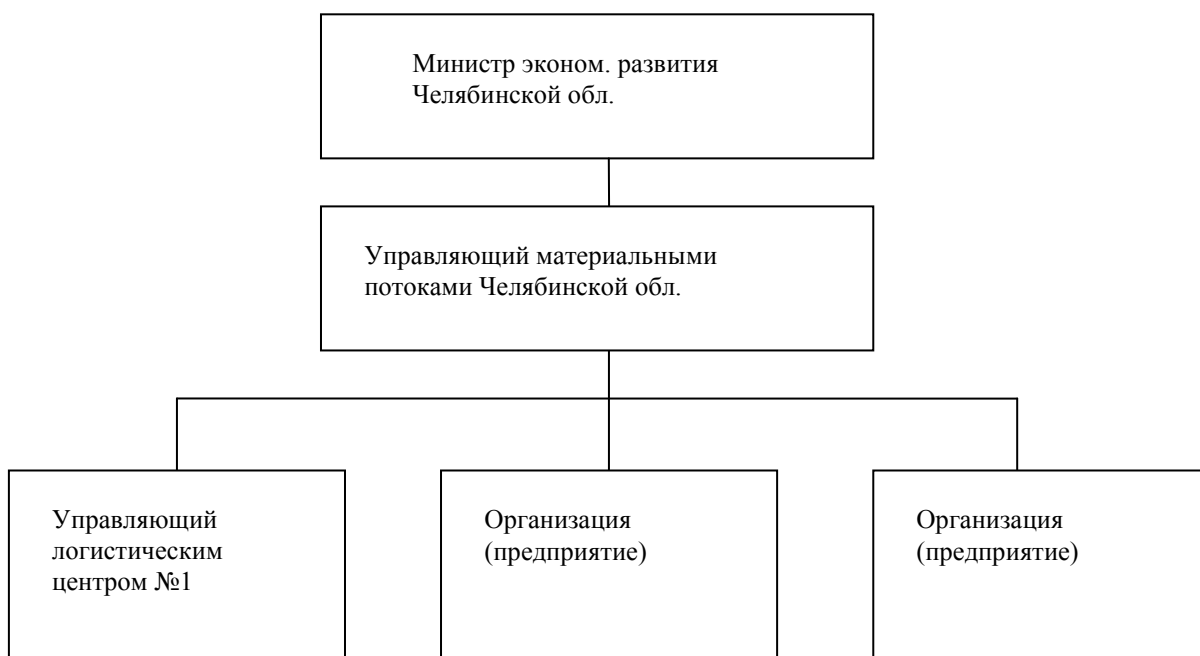 Министр эконом. развития
Челябинской обл.
Управляющий материальными
потоками Челябинской обл.
Управляющий
логистическим
центром №1
Организация
(предприятие)
Организация
(предприятие)